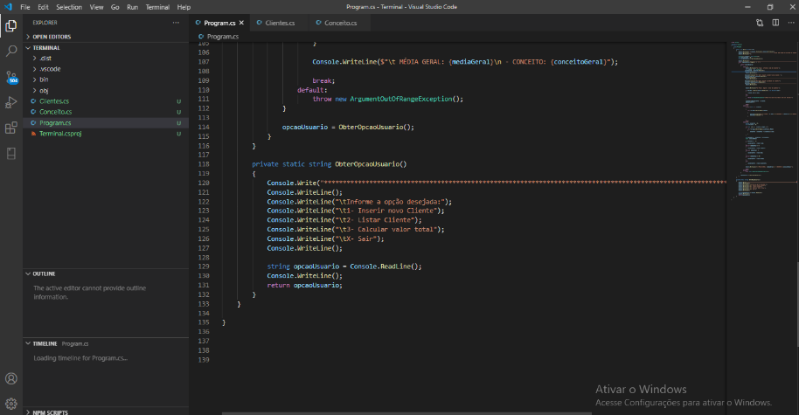 File Edit Selection View Go Run Terminal Help
Program.cs - Terminal - Visual Studio Code
EXPLORER
OPEN EDITORS
TERMINAL
.dist
.vscode
bin
obj
Clientes.cs U
Conceito.cs U
Program.cs U
Terminal.csproj U
OUTLINE
The active editor cannot provide outline
information.
TIMELINE Program.cs
Loading timeline for Program.cs...
NPM SCRIPTS
Program.cs
Clientes.cs
Conceito.cs
Program.cs
105 }
106
107 Console.WriteLine($"\t MÉDIA GERAL: {mediaGeral}\n - CONCEITO: {conceitoGeral}");
108
109 break;
110 default:
111 throw new ArgumentOutOfRangeException();
112 }
113
114 opcaoUsuario = ObterOpcaoUsuario();
115 }
116 }
117
118 private static string ObterOpcaoUsuario()
119 {
120 Console.Write("
121 Console.WriteLine();
122 Console.WriteLine("\tInforme a opção desejada:");
123 Console.WriteLine("\t1- Inserir novo Cliente");
124 Console.WriteLine("\t2- Listar Cliente");
125 Console.WriteLine("\t3- Calcular valor total");
126 Console.WriteLine("\tX- Sair");
127 Console.WriteLine();
128
129 string opcaoUsuario = Console.ReadLine();
130 Console.WriteLine();
131 return opcaoUsuario;
132 }
133 }
134
135 }
136
137
138
139
Ativar o Windows
Acesse Configurações para ativar o Windows.